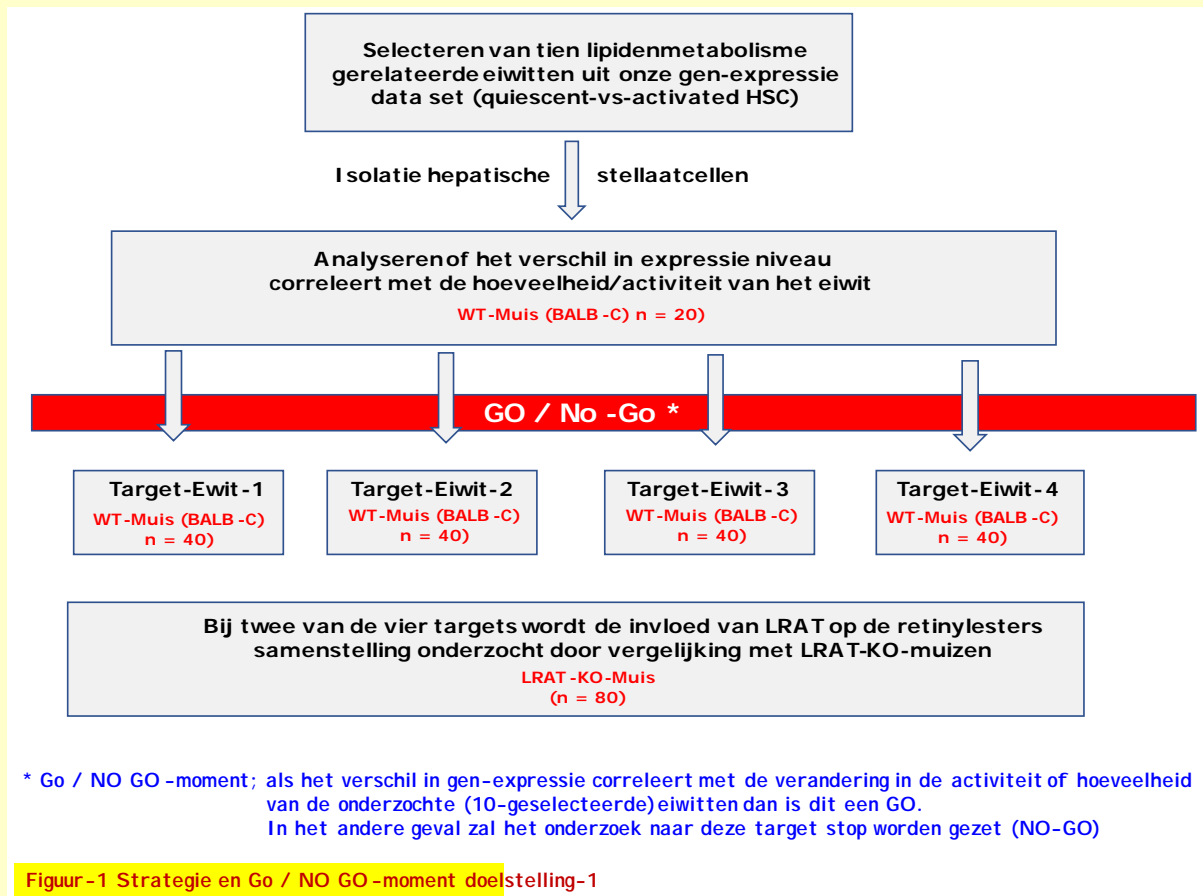 Selecteren van tien lipidenmetabolisme
gerelateerde eiwitten uit onze gen-expressie
data set (quiescent-vs-activated HSC)
Isolatie hepatische stellaatcellen
Analyseren of het verschil in expressie niveau
correleert met de hoeveelheid/activiteit van het eiwit
WT-Muis (BALB-C) n = 20)
GO / No -Go *
Target-Ewit-1
WT-Muis (BALB-C)
n = 40)
Target-Eiwit-2
WT-Muis (BALB-C)
n = 40)
Target-Eiwit-3
WT-Muis (BALB-C)
n = 40)
Target-Eiwit-4
WT-Muis (BALB-C)
n = 40)
Bij twee van de vier targets wordt de invloed van LRAT op de retinylesters
samenstelling onderzocht door vergelijking met LRAT-KO-muizen
LRAT-KO-Muis
(n = 80)
* Go / NO GO -moment; als het verschil in gen-expressie correleert met de verandering in de activiteit of hoeveelheid
van de onderzochte (10-geselecteerde) eiwitten dan is dit een GO.
In het andere geval zal het onderzoek naar deze target stop worden gezet (NO-GO)
Figuur-1 Strategie en Go / NO GO -moment doelstelling-1